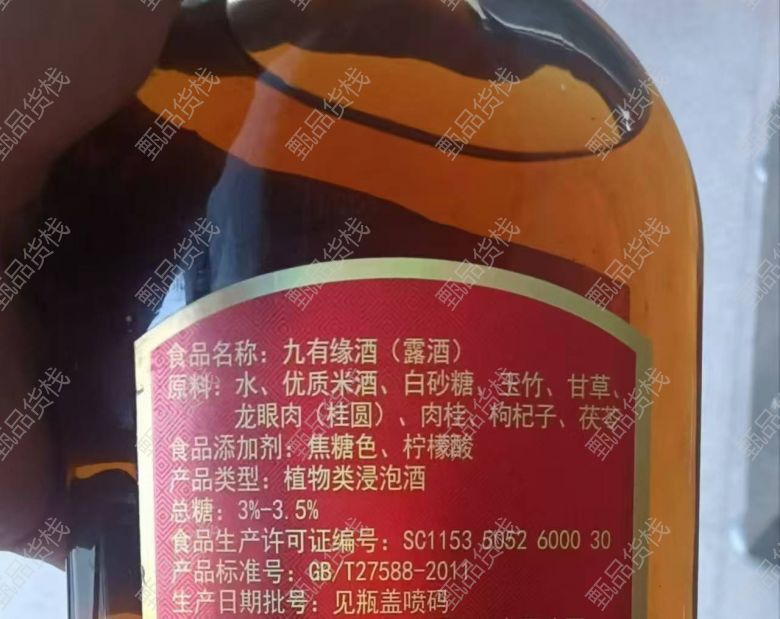 食品名称：九有缘酒（露酒）
原料：水、优质米酒、白砂糖、玉竹、甘草、
龙眼肉（桂圆）、肉桂、枸杞子、茯苓
食品添加剂：焦糖色、柠檬酸
产品类型：植物类浸泡酒
总糖：3%-3.5%
食品生产许可证编号：SC1153 5052 6000 30
产品标准号：GB/T27588-2011
生产日期批号：见瓶盖喷码
甄品货栈